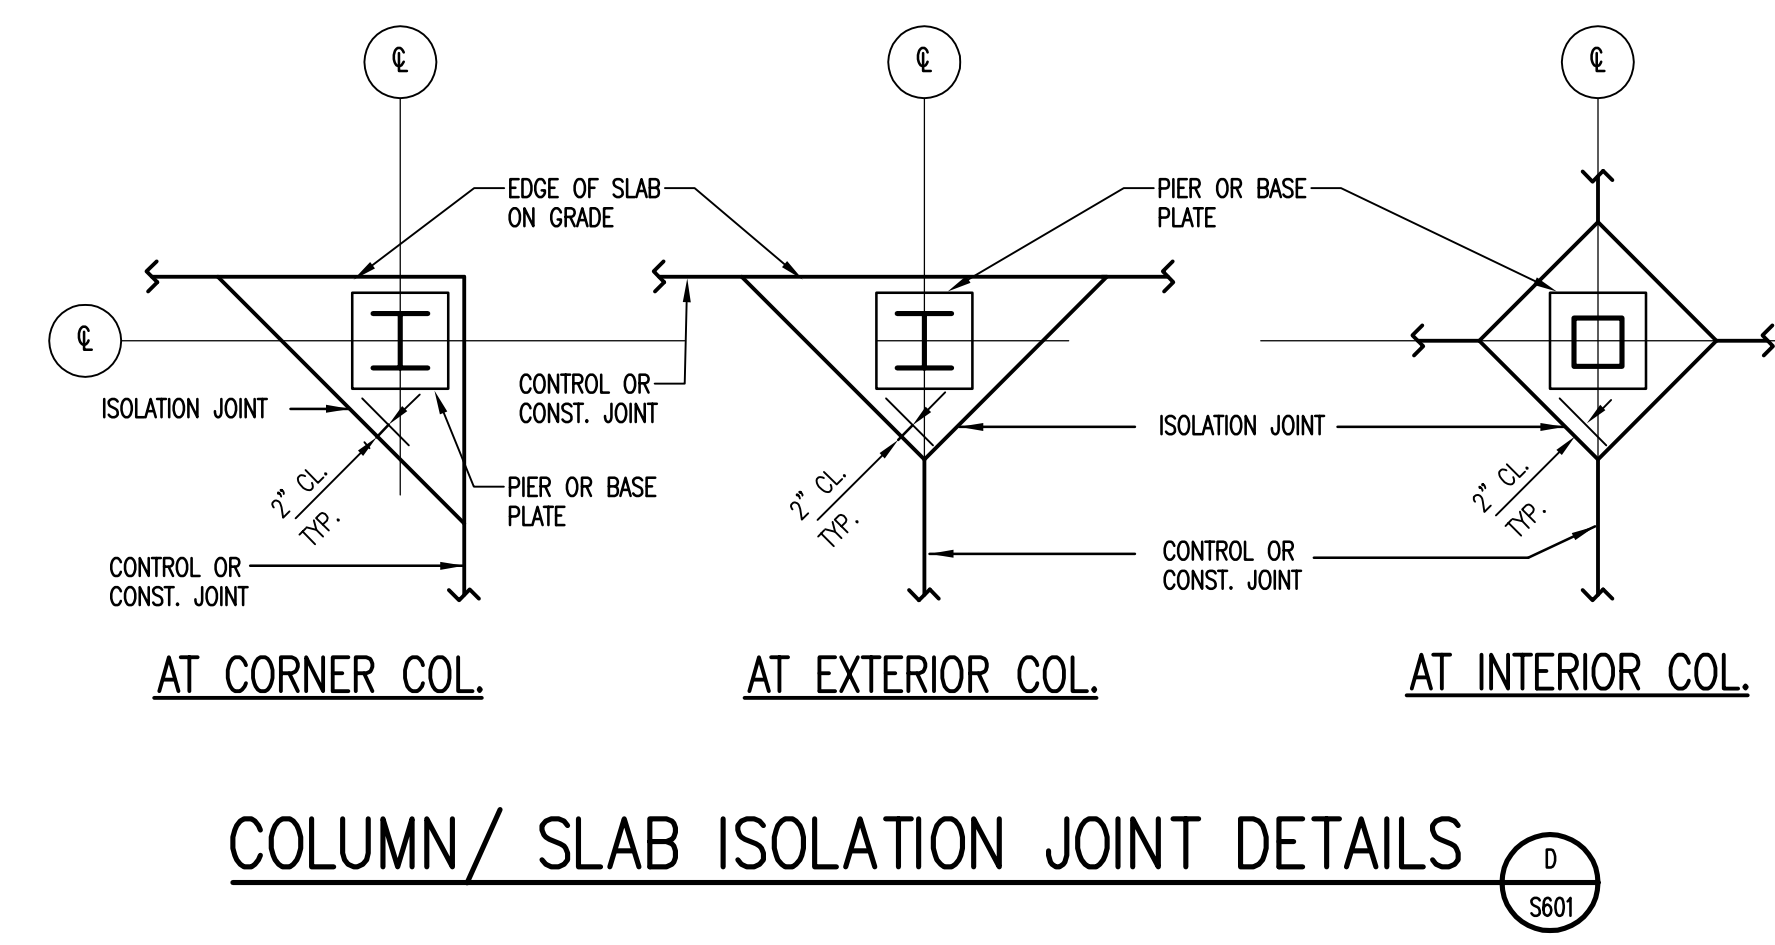 ℄
℄
℄
EDGE OF SLAB
ON GRADE
PIER OR BASE
PLATE
℄
ISOLATION JOINT
CONTROL OR
CONST. JOINT
ISOLATION JOINT
2" CL.
TYP.
PIER OR BASE
PLATE
2" CL.
TYP.
2" CL.
TYP.
CONTROL OR
CONST. JOINT
CONTROL OR
CONST. JOINT
AT CORNER COL.
AT EXTERIOR COL.
AT INTERIOR COL.
COLUMN/ SLAB ISOLATION JOINT DETAILS
D
S601